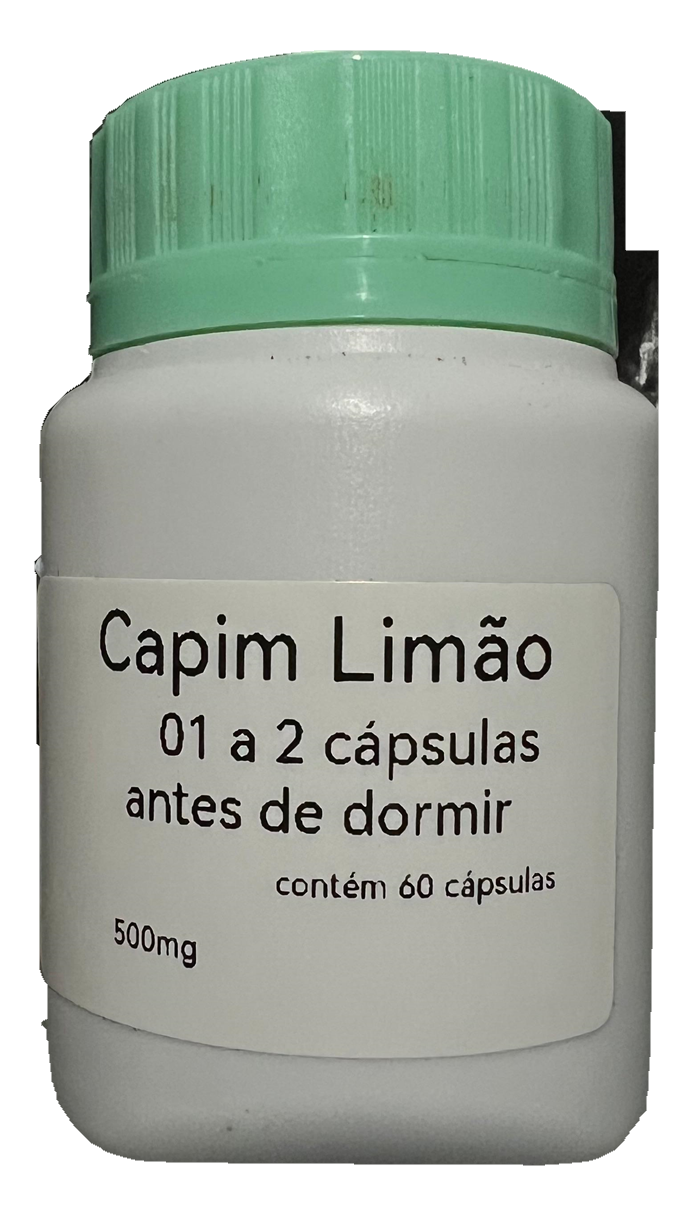 Capim Limão
01 a 2 cápsulas
antes de dormir
contém 60 cápsulas
500mg